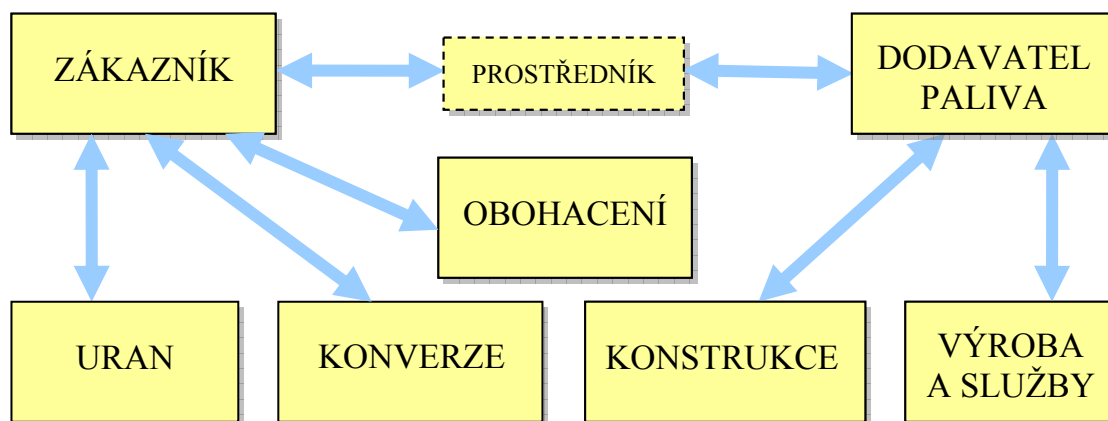 ZÁKAZNÍK
PROSTŘEDNÍK
DODAVATEL
PALIVA
OBOHACENÍ
URAN
KONVERZE
KONSTRUKCE
VÝROBA
A SLUŽBY